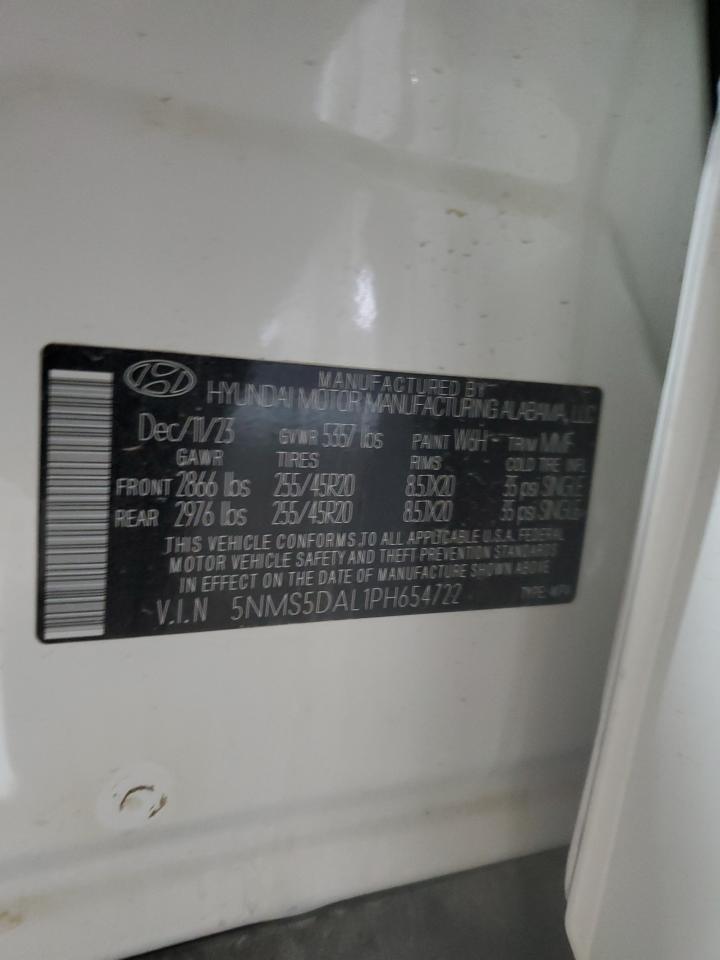 MANUFACTURED BY
HYUNDAI MOTOR MANUFACTURING ALABAMA, LLC
Dec/11/23 GVWR 5357 lbs PAINT W6H TRIM MMF
GAWR TIRES RIMS COLD TIRE INFL
FRONT 2866 lbs 255/45R20 8.5JX20 35 psi SINGLE
REAR 2976 lbs 255/45R20 8.5JX20 35 psi SINGLE
THIS VEHICLE CONFORMS TO ALL APPLICABLE U.S.A. FEDERAL
MOTOR VEHICLE SAFETY AND THEFT PREVENTION STANDARDS
IN EFFECT ON THE DATE OF MANUFACTURE SHOWN ABOVE
V.I.N 5NMS5DAL1PH654722 TYPE: MPV